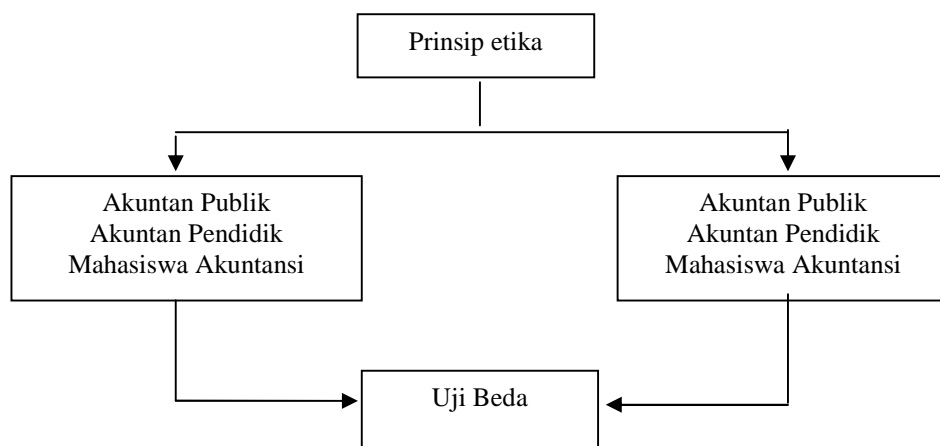 Prinsip etika
Akuntan Publik
Akuntan Pendidik
Mahasiswa Akuntansi
Akuntan Publik
Akuntan Pendidik
Mahasiswa Akuntansi
Uji Beda